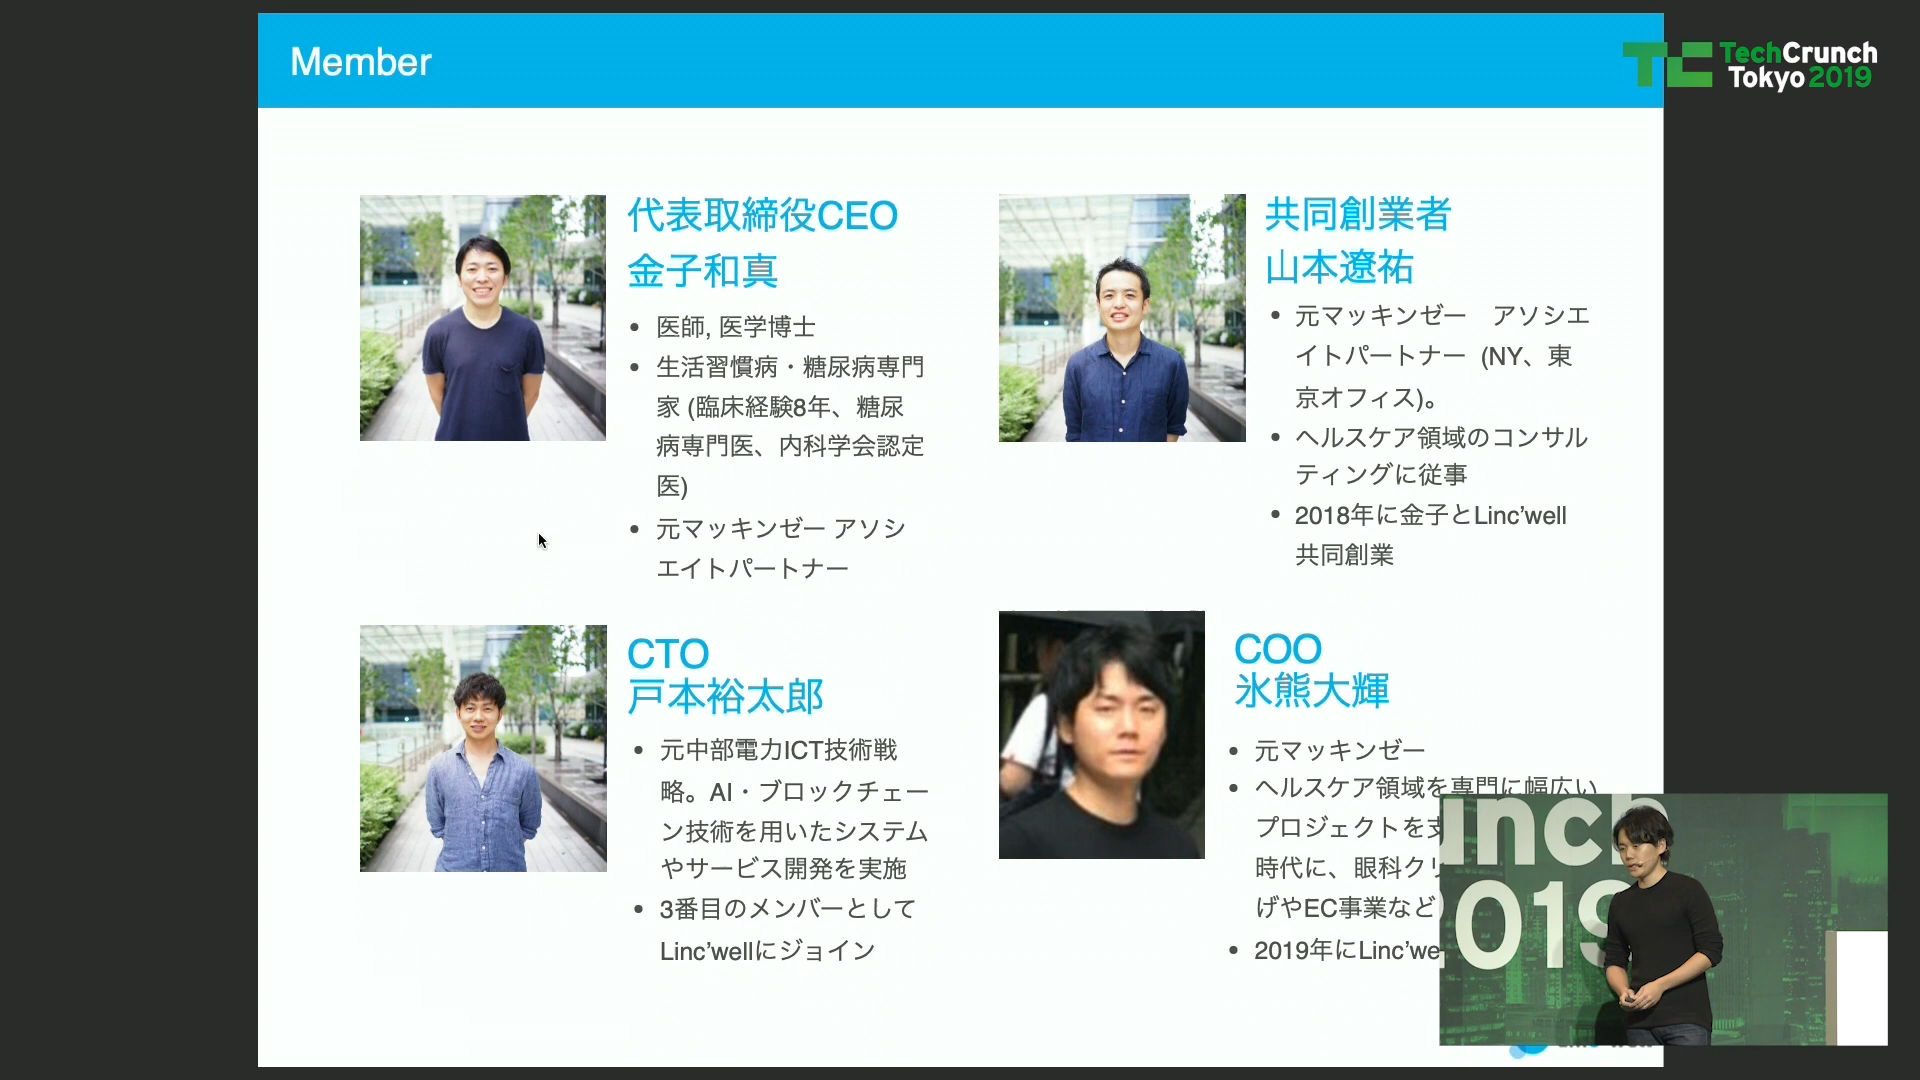 Member
TechCrunch
Tokyo 2019
代表取締役CEO
金子和真
• 医師, 医学博士
• 生活習慣病・糖尿病専門
家 (臨床経験8年、糖尿
病専門医、内科学会認定
医)
• 元マッキンゼー アソシ
エイトパートナー
共同創業者
山本遼祐
• 元マッキンゼー　アソシエ
イトパートナー (NY、東
京オフィス)。
• ヘルスケア領域のコンサル
ティングに従事
• 2018年に金子とLinc’well
共同創業
CTO
戸本裕太郎
• 元中部電力ICT技術戦
略。AI・ブロックチェー
ン技術を用いたシステム
やサービス開発を実施
• 3番目のメンバーとして
Linc’wellにジョイン
COO
氷熊大輝
• 元マッキンゼー
• ヘルスケア領域を専門に幅広い
プロジェクトを支
時代に、眼科クリ
げやEC事業など
• 2019年にLinc’we
unch
2019